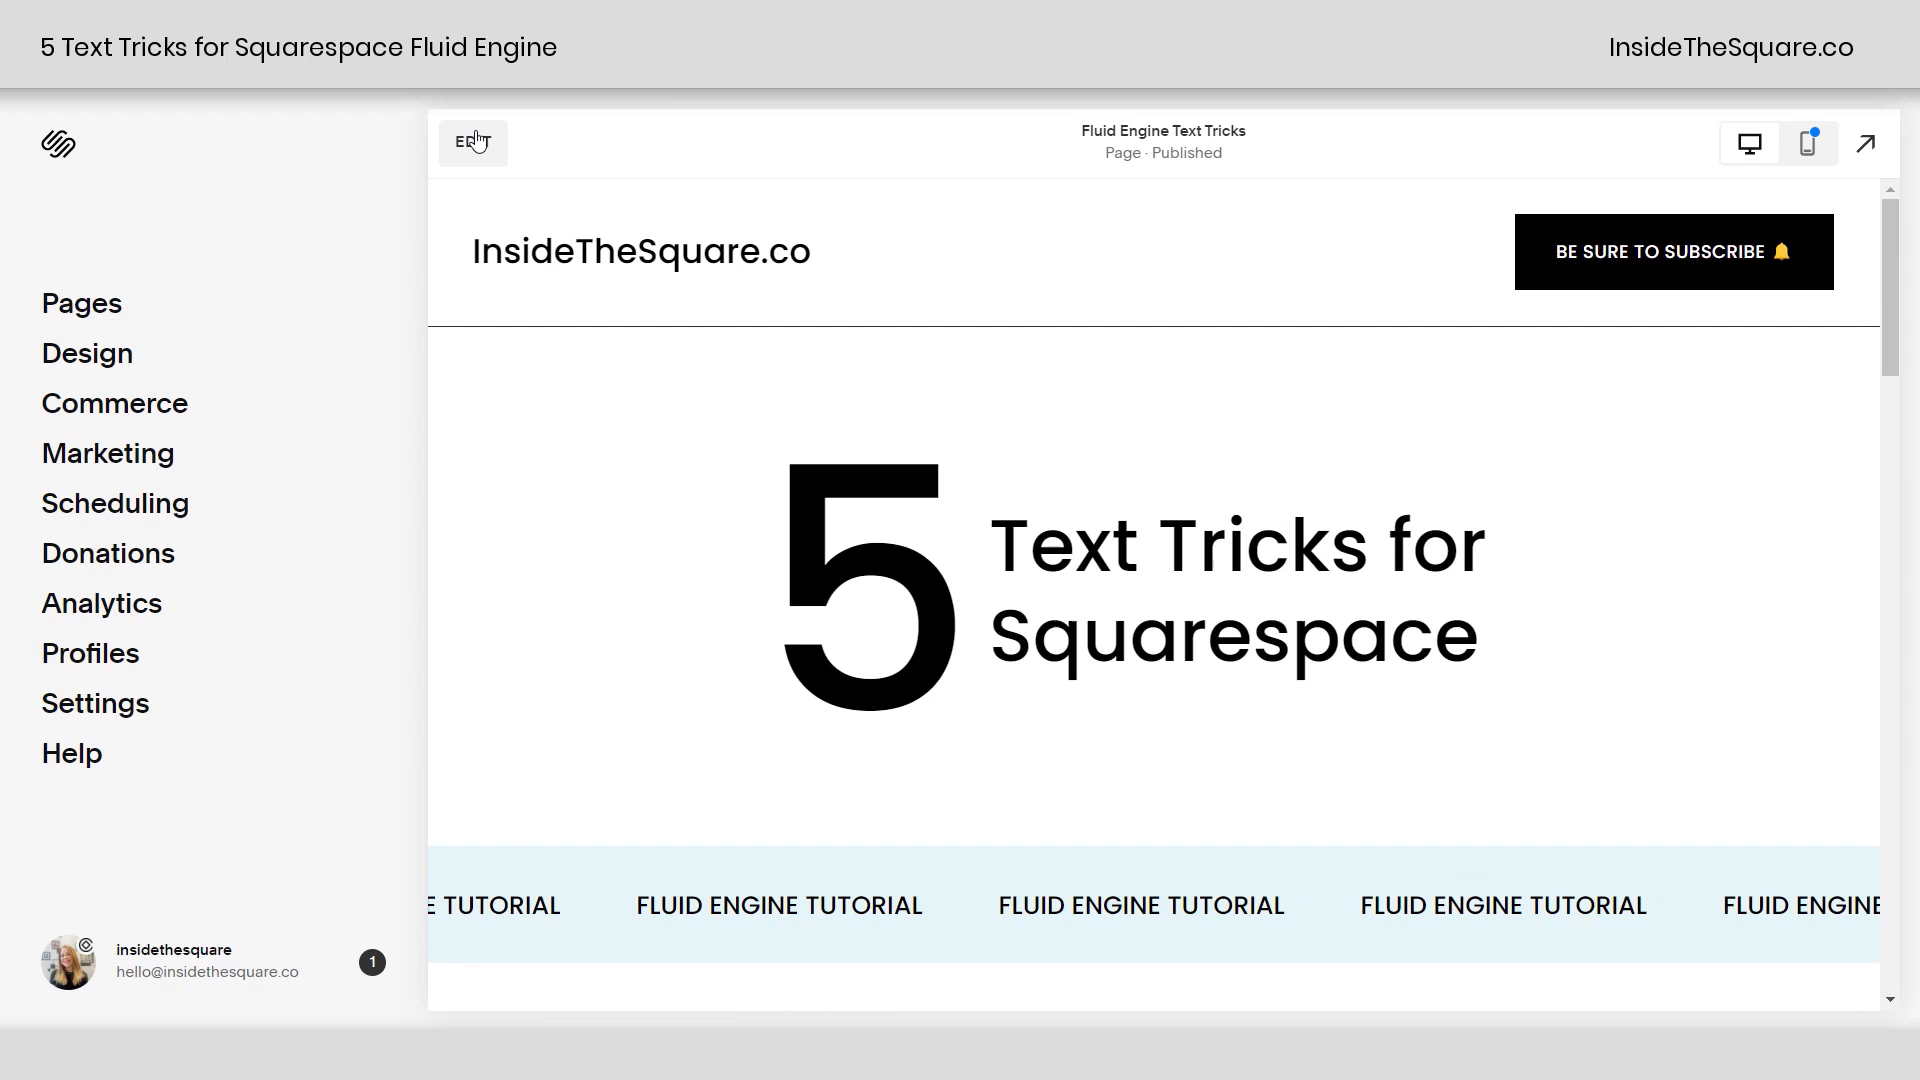 5 Text Tricks for Squarespace Fluid Engine
InsideTheSquare.co
EDIT
Fluid Engine Text Tricks
Page · Published
InsideTheSquare.co
BE SURE TO SUBSCRIBE 🔔
Pages
Design
Commerce
Marketing
Scheduling
Donations
Analytics
Profiles
Settings
Help
5
Text Tricks for
Squarespace
E TUTORIAL FLUID ENGINE TUTORIAL FLUID ENGINE TUTORIAL FLUID ENGINE TUTORIAL FLUID ENGINE
insidethesquare
hello@insidethesquare.co
1